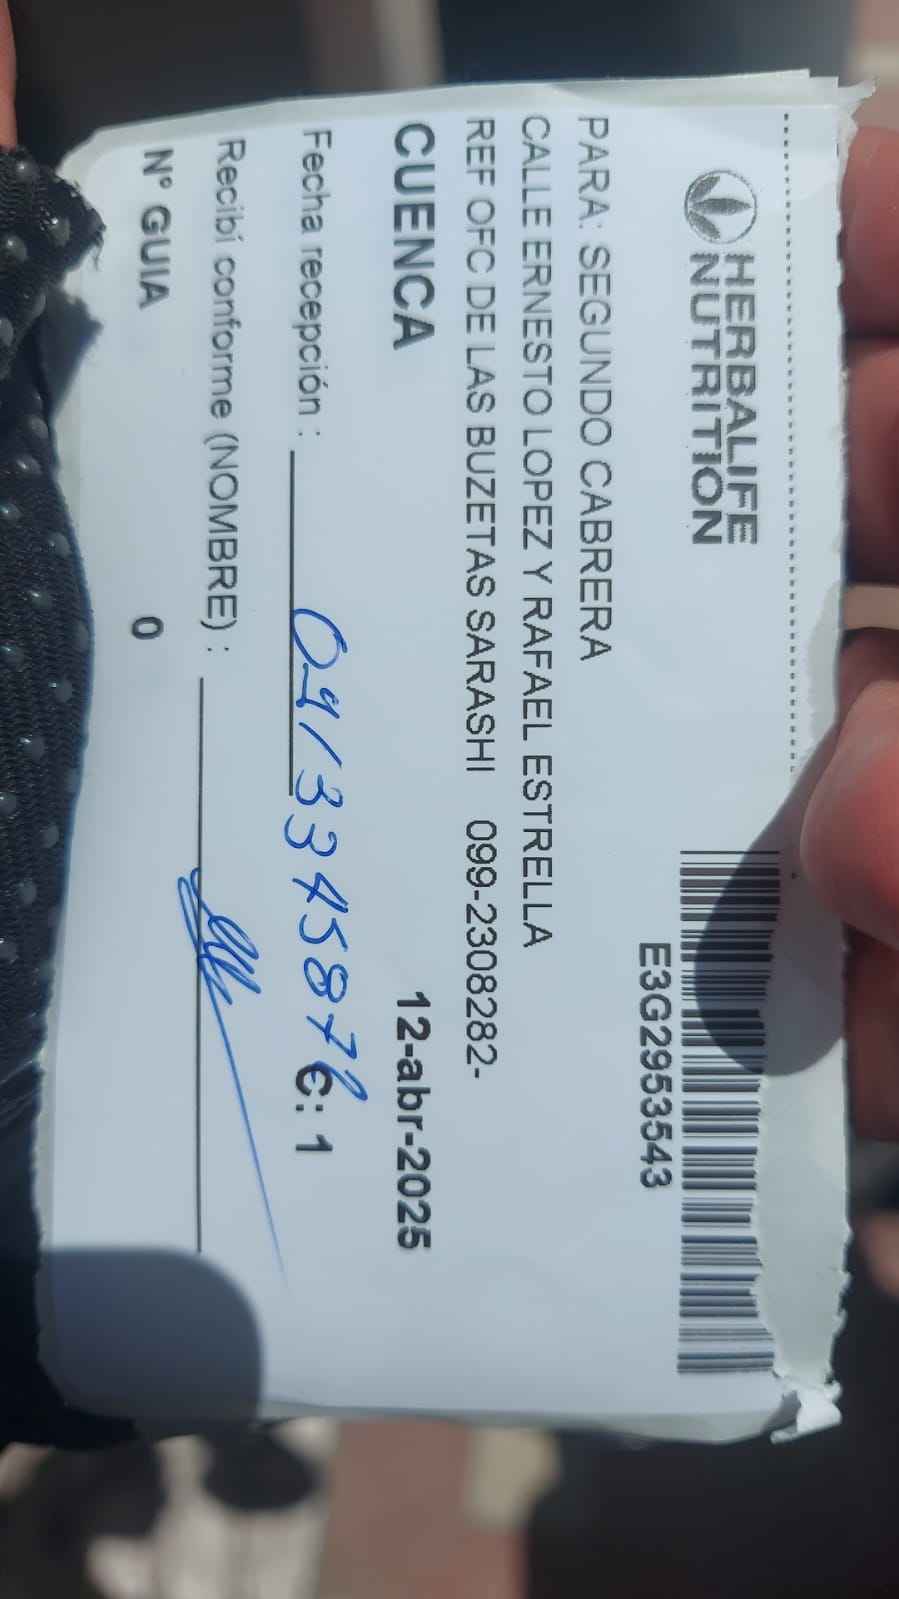 HERBALIFE
NUTRITION
E3G2953543
PARA: SEGUNDO CABRERA
CALLE ERNESTO LOPEZ Y RAFAEL ESTRELLA
REF OFC DE LAS BUZETAS SARASHI 099-2308282-
CUENCA 12-abr-2025
Fecha recepción : C: 1
Recibí conforme (NOMBRE) :
N° GUIA 0